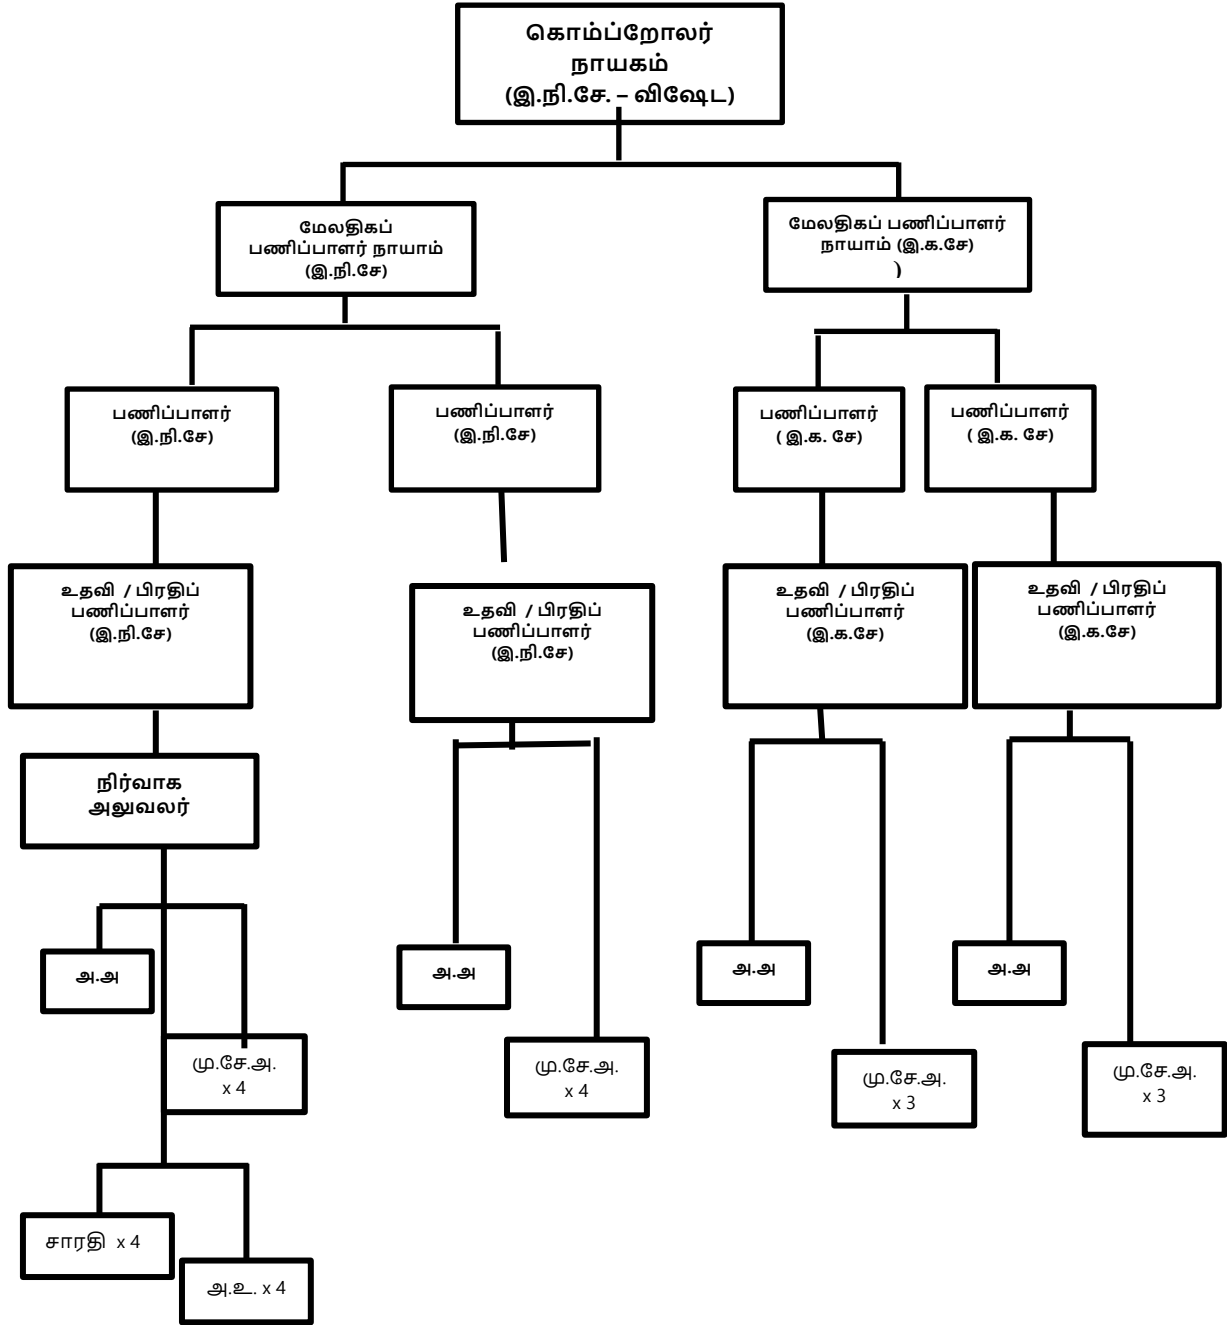 கொம்ப்றோலர்
நாயகம்
(இ.நி.சே. – விஷேட)
மேலதிகப்
பணிப்பாளர் நாயாம்
(இ.நி.சே)
மேலதிகப் பணிப்பாளர்
நாயாம் (இ.க.சே)
)
பணிப்பாளர்
(இ.நி.சே)
பணிப்பாளர்
(இ.நி.சே)
பணிப்பாளர்
( இ.க. சே)
பணிப்பாளர்
( இ.க. சே)
உதவி / பிரதிப்
பணிப்பாளர்
(இ.நி.சே)
உதவி / பிரதிப்
பணிப்பாளர்
(இ.நி.சே)
உதவி / பிரதிப்
பணிப்பாளர்
(இ.க.சே)
உதவி / பிரதிப்
பணிப்பாளர்
(இ.க.சே)
நிர்வாக
அலுவலர்
அ.அ
அ.அ
அ.அ
அ.அ
மு.சே.அ.
x 4
மு.சே.அ.
x 4
மு.சே.அ.
x 3
மு.சே.அ.
x 3
சாரதி x 4
அ.உ. x 4